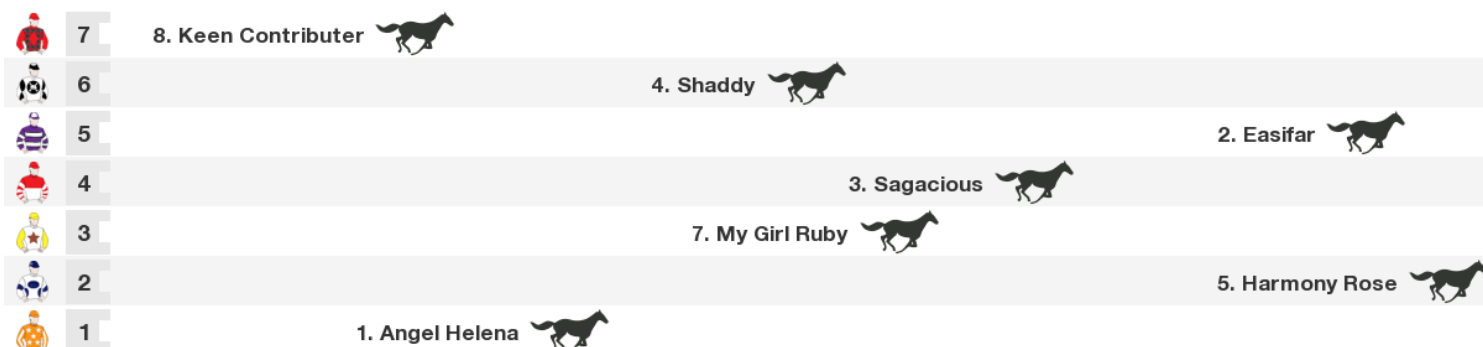 7 8. Keen Contributer
6 4. Shaddy
5 2. Easifar
4 3. Sagacious
3 7. My Girl Ruby
2 5. Harmony Rose
1 1. Angel Helena